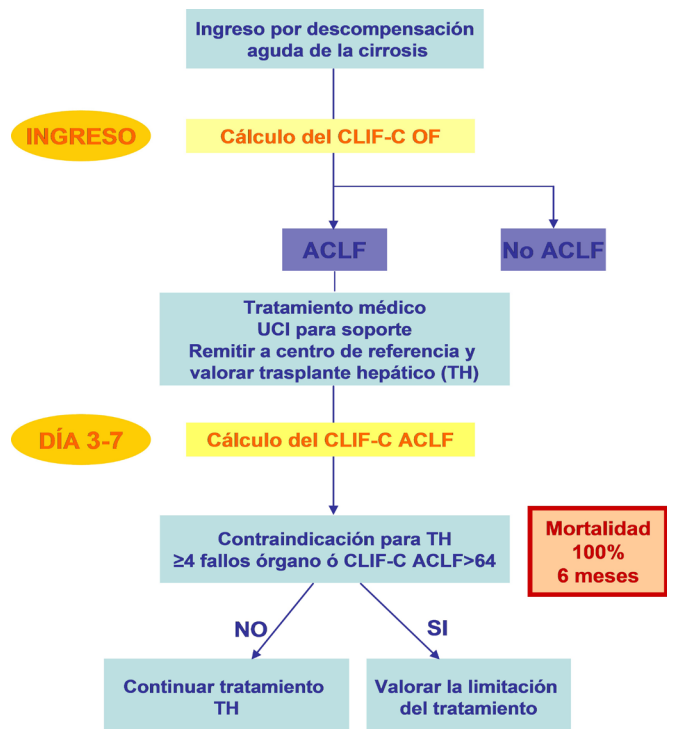 Ingreso por descompensación
aguda de la cirrosis
INGRESO
Cálculo del CLIF-C OF
ACLF
No ACLF
Tratamiento médico
UCI para soporte
Remitir a centro de referencia y
valorar trasplante hepático (TH)
DÍA 3-7
Cálculo del CLIF-C ACLF
Contraindicación para TH
≥4 fallos órgano ó CLIF-C ACLF>64
Mortalidad
100%
6 meses
NO
SI
Continuar tratamiento
TH
Valorar la limitación
del tratamiento